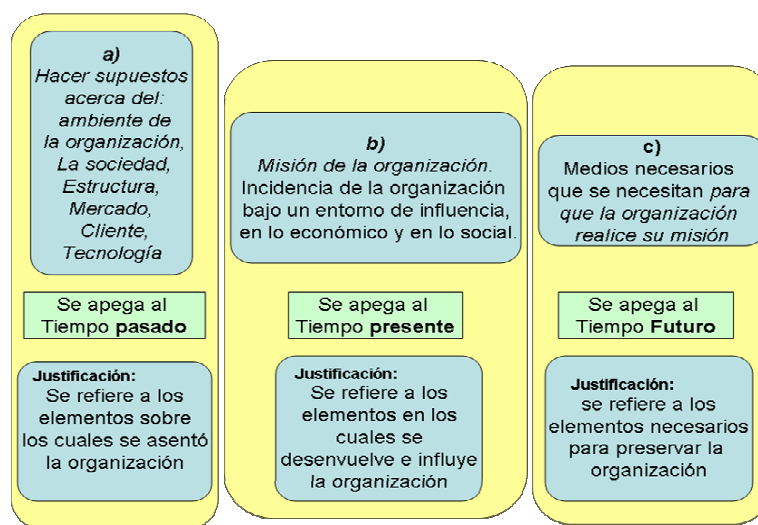 a)
Hacer supuestos
acerca del:
ambiente de
la organización,
La sociedad,
Estructura,
Mercado,
Cliente,
Tecnología
Se apega al
Tiempo pasado
Justificación:
Se refiere a los
elementos sobre
los cuales se asentó
la organización
b)
Misión de la organización.
Incidencia de la organización
bajo un entorno de influencia,
en lo económico y en lo social.
Se apega al
Tiempo presente
Justificación:
Se refiere a los
elementos en los
cuales se
desenvuelve e influye
la organización
c)
Medios necesarios
que se necesitan para
que la organización
realice su misión
Se apega al
Tiempo Futuro
Justificación:
se refiere a los
elementos necesarios
para preservar la
organización